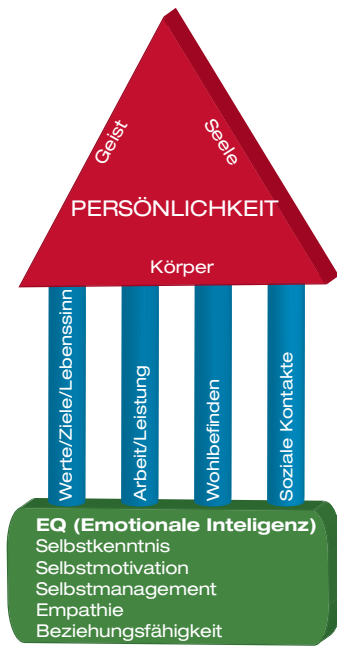 Geist
Seele
PERSÖNLICHKEIT
Körper
Werte/Ziele/Lebenssinn
Arbeit/Leistung
Wohlbefinden
Soziale Kontakte
EQ (Emotionale Inteligenz)
Selbstkenntnis
Selbstmotivation
Selbstmanagement
Empathie
Beziehungsfähigkeit